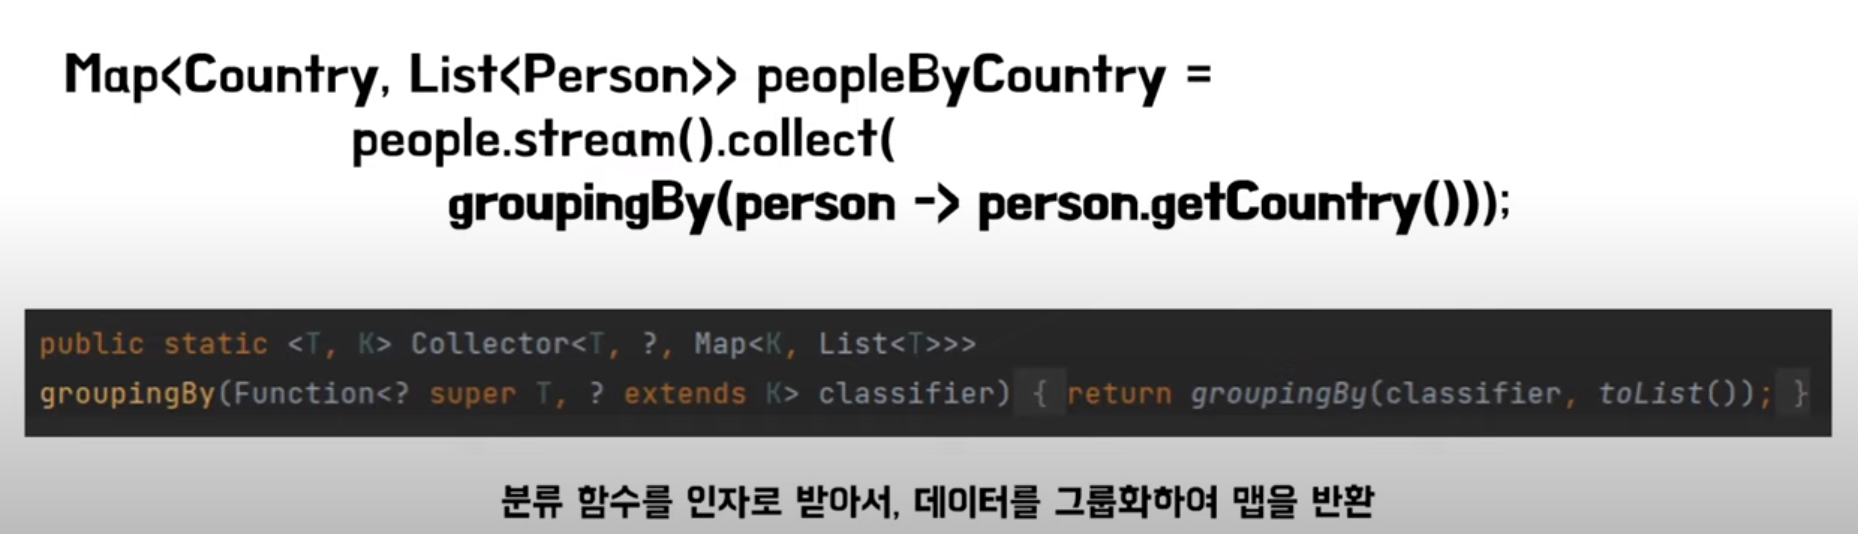 Map<Country, List<Person>> peopleByCountry =
people.stream().collect(
groupingBy(person -> person.getCountry()));
public static <T, K> Collector<T, ?, Map<K, List<T>>>
groupingBy(Function<? super T, ? extends K> classifier) { return groupingBy(classifier, toList()); }
분류 함수를 인자로 받아서, 데이터를 그룹화하여 맵을 반환